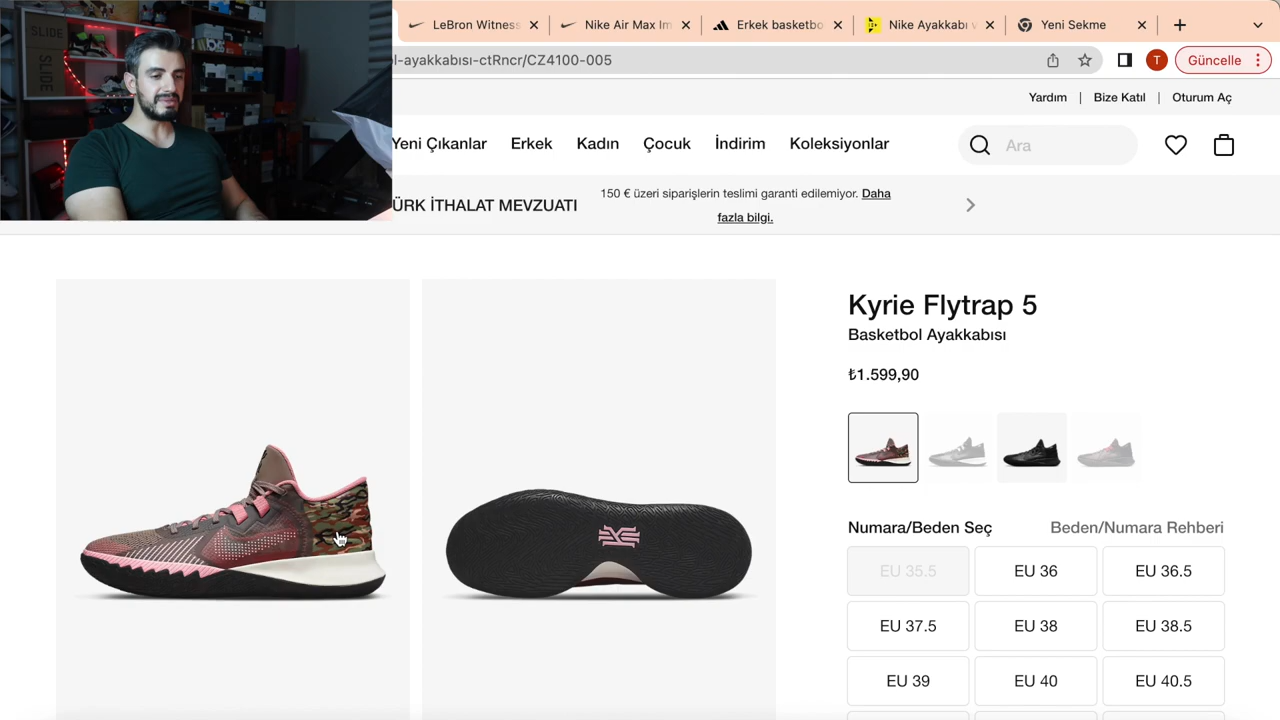 LeBron Witness
Nike Air Max Im
Erkek basketbo
Nike Ayakkabı v
Yeni Sekme
l-ayakkabısı-ctRncr/CZ4100-005
T
Güncelle
Yardım | Bize Katıl | Oturum Aç
Yeni Çıkanlar Erkek Kadın Çocuk İndirim Koleksiyonlar
Ara
ÜRK İTHALAT MEVZUATI
150 € üzeri siparişlerin teslimi garanti edilemiyor. Daha
fazla bilgi.
Kyrie Flytrap 5
Basketbol Ayakkabısı
₺1.599,90
Numara/Beden Seç Beden/Numara Rehberi
EU 35.5 EU 36 EU 36.5
EU 37.5 EU 38 EU 38.5
EU 39 EU 40 EU 40.5
SLIDE
SLIDE